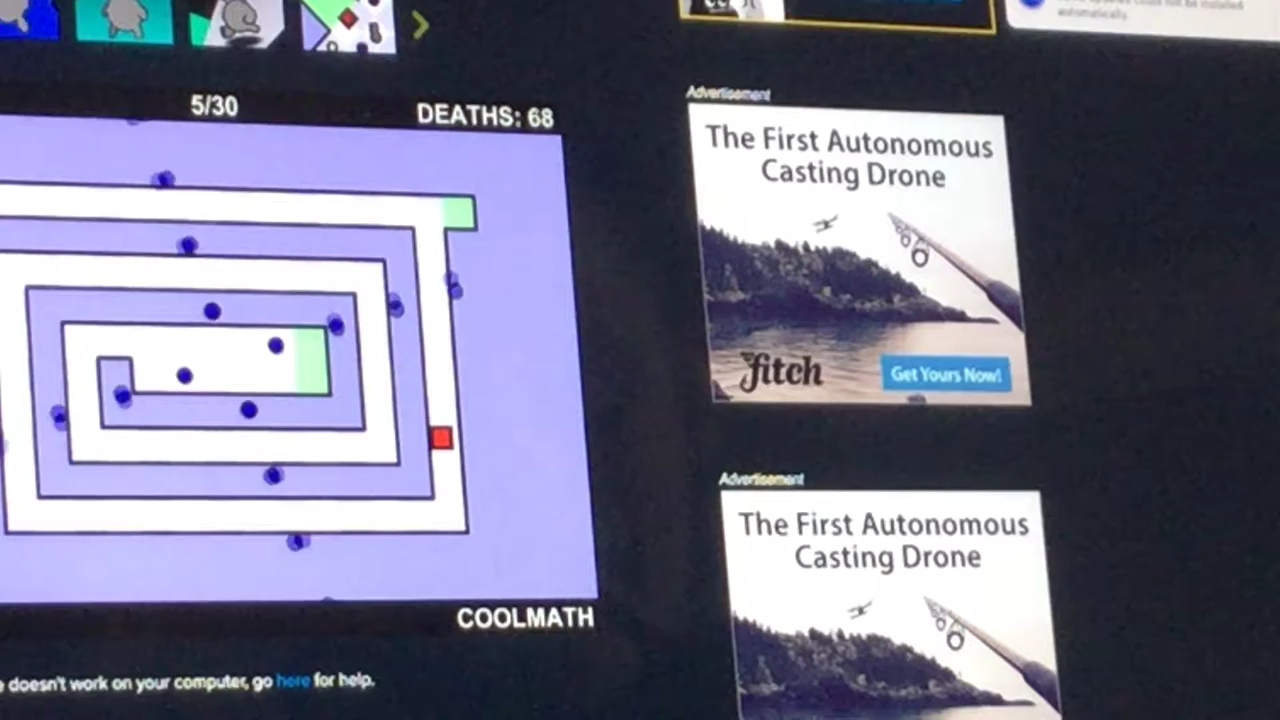 automatically.
5/30
DEATHS: 68
COOLMATH
doesn't work on your computer, go here for help.
Advertisement
The First Autonomous
Casting Drone
fitch
Get Yours Now!
Advertisement
The First Autonomous
Casting Drone